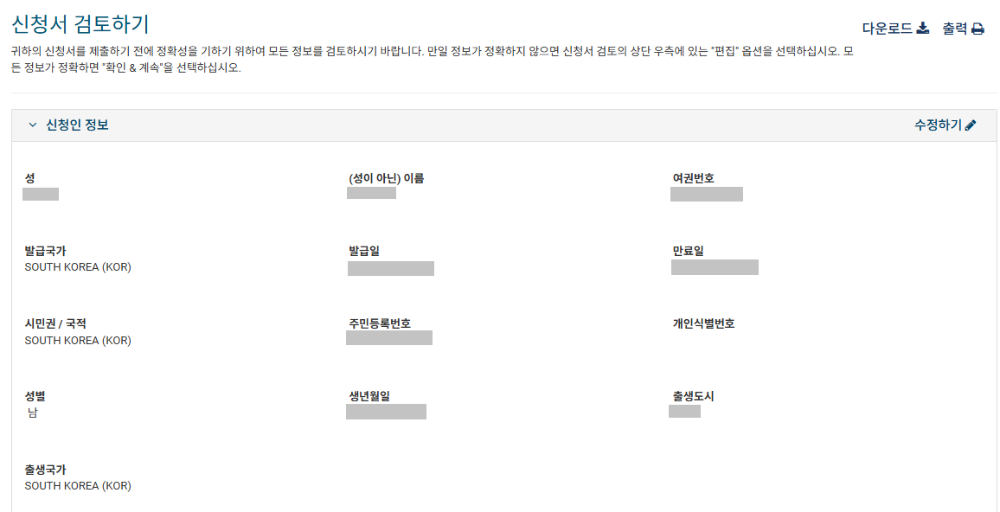 신청서 검토하기
다운로드 출력
귀하의 신청서를 제출하기 전에 정확성을 기하기 위하여 모든 정보를 검토하시기 바랍니다. 만일 정보가 정확하지 않으면 신청서 검토의 상단 우측에 있는 "편집" 옵션을 선택하십시오. 모
든 정보가 정확하면 "확인 & 계속"을 선택하십시오.
신청인 정보 수정하기
성 (성이 아닌) 이름 여권번호
발급국가 발급일 만료일
SOUTH KOREA (KOR)
시민권 / 국적 주민등록번호 개인식별번호
SOUTH KOREA (KOR)
성별 생년월일 출생도시
남
출생국가
SOUTH KOREA (KOR)